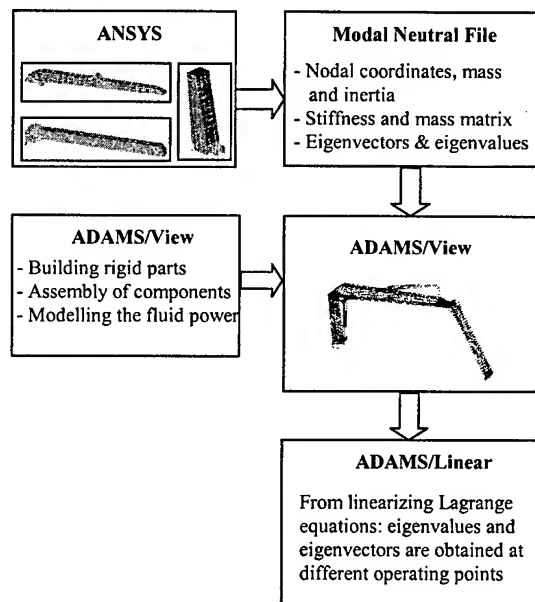 ANSYS
Modal Neutral File
- Nodal coordinates, mass
and inertia
- Stiffness and mass matrix
- Eigenvectors & eigenvalues
ADAMS/View
- Building rigid parts
- Assembly of components
- Modelling the fluid power
ADAMS/View
ADAMS/Linear
From linearizing Lagrange
equations: eigenvalues and
eigenvectors are obtained at
different operating points